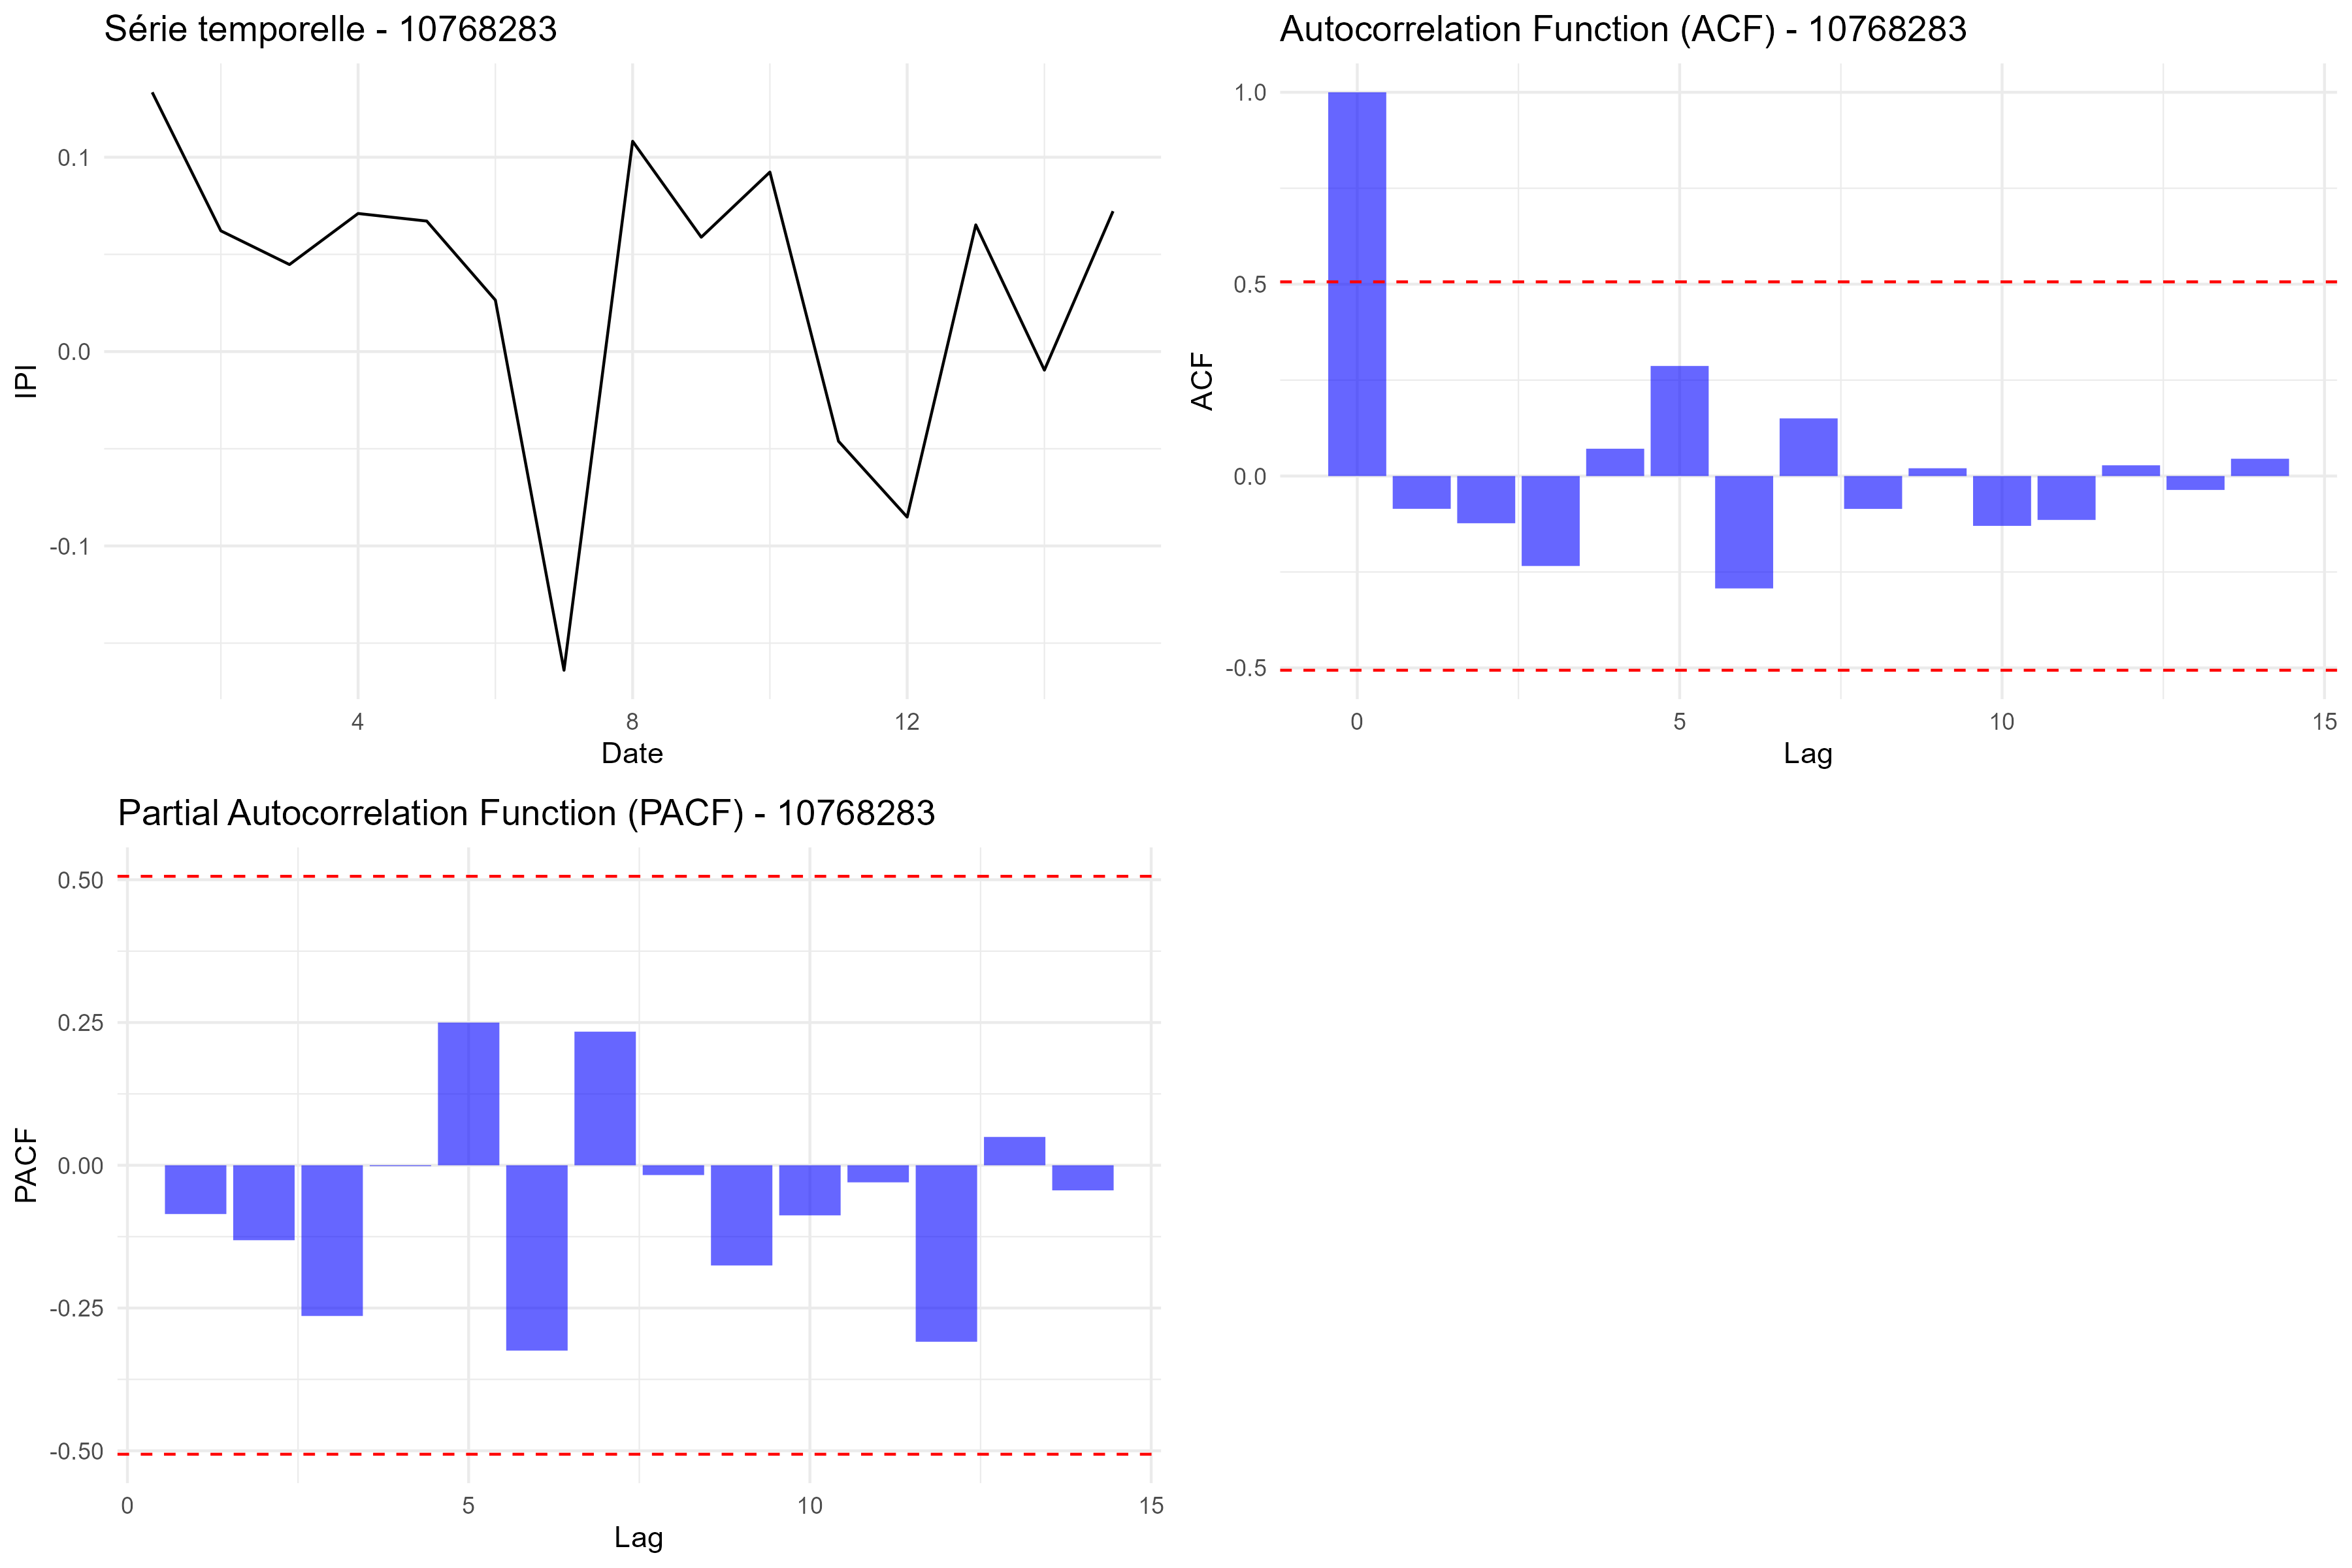 Série temporelle - 10768283
IPI
0.1
0.0
-0.1
4 8 12
Date
Autocorrelation Function (ACF) - 10768283
ACF
1.0
0.5
0.0
-0.5
0 5 10 15
Lag
Partial Autocorrelation Function (PACF) - 10768283
PACF
0.50
0.25
0.00
-0.25
-0.50
0 5 10 15
Lag